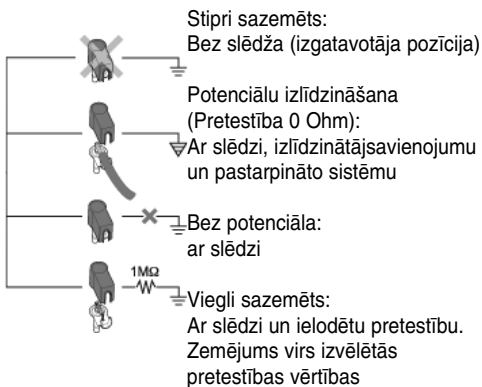 Stipri sazemēts:
Bez slēdža (izgatavotāja pozīcija)
Potenciālu izlīdzināšana
(Pretestība 0 Ohm):
Ar slēdzi, izlīdzinātājsavienojumu
un pastarpināto sistēmu
Bez potenciāla:
ar slēdzi
1MΩ
Viegli sazemēts:
Ar slēdzi un ielodētu pretestību.
Zemējums virs izvēlētās
pretestības vērtības